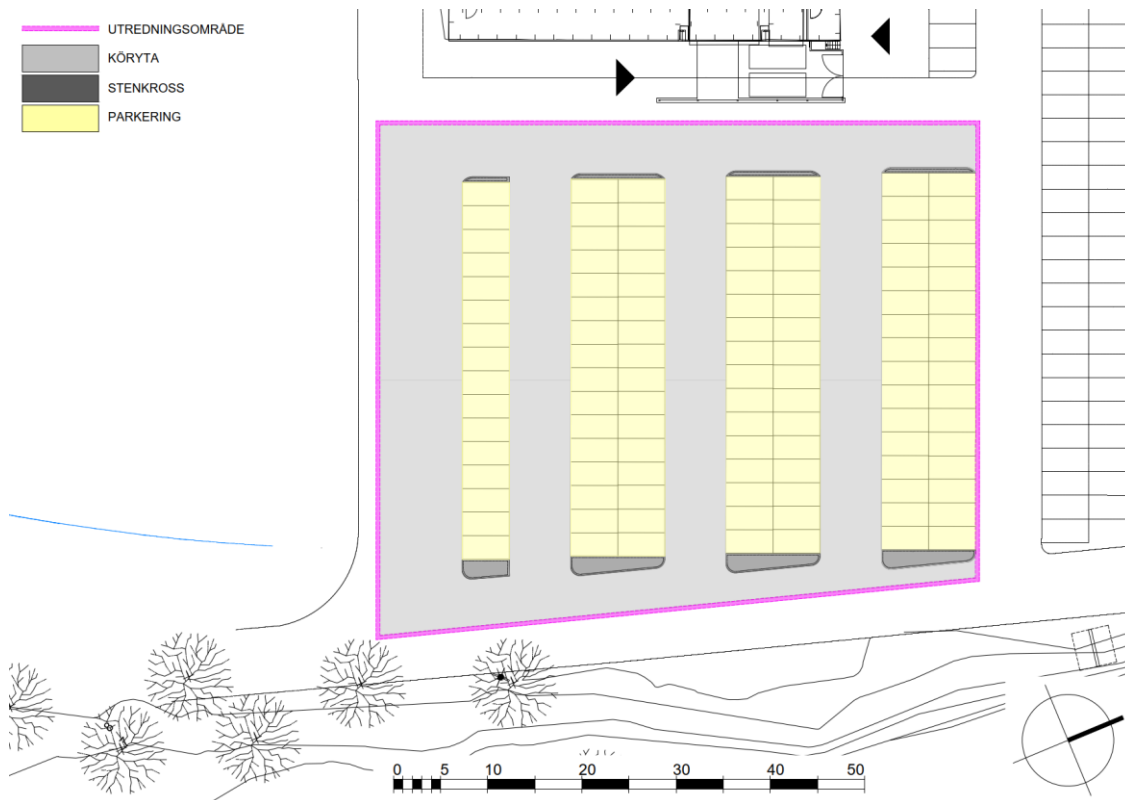 UTREDNINGSOMRÅDE
KÖRYTA
STENKROSS
PARKERING
0 5 10 20 30 40 50